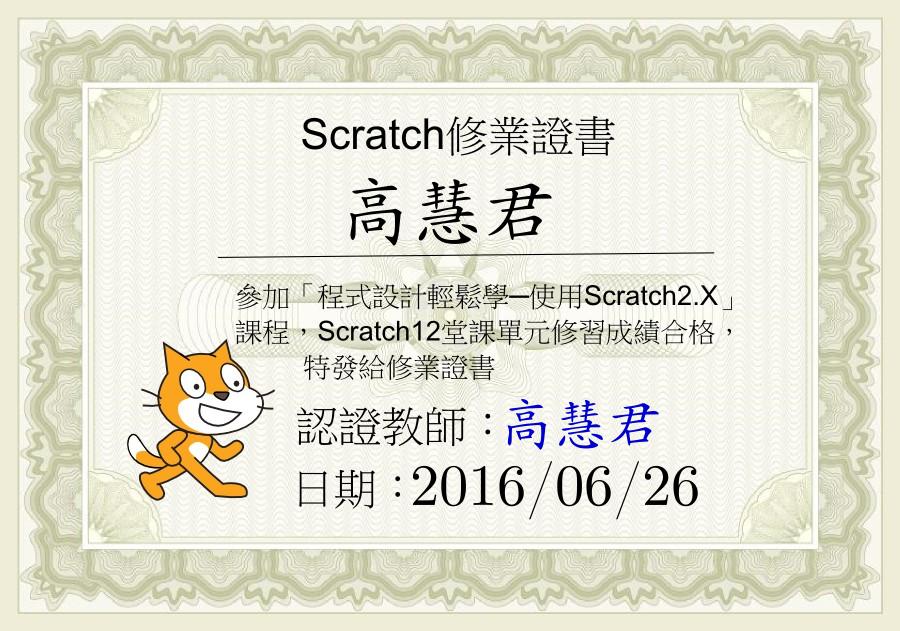 Scratch修業證書
高慧君
參加「程式設計輕鬆學─使用Scratch2.X」
課程，Scratch12堂課單元修習成績合格，
特發給修業證書
認證教師：高慧君
日期：2016/06/26